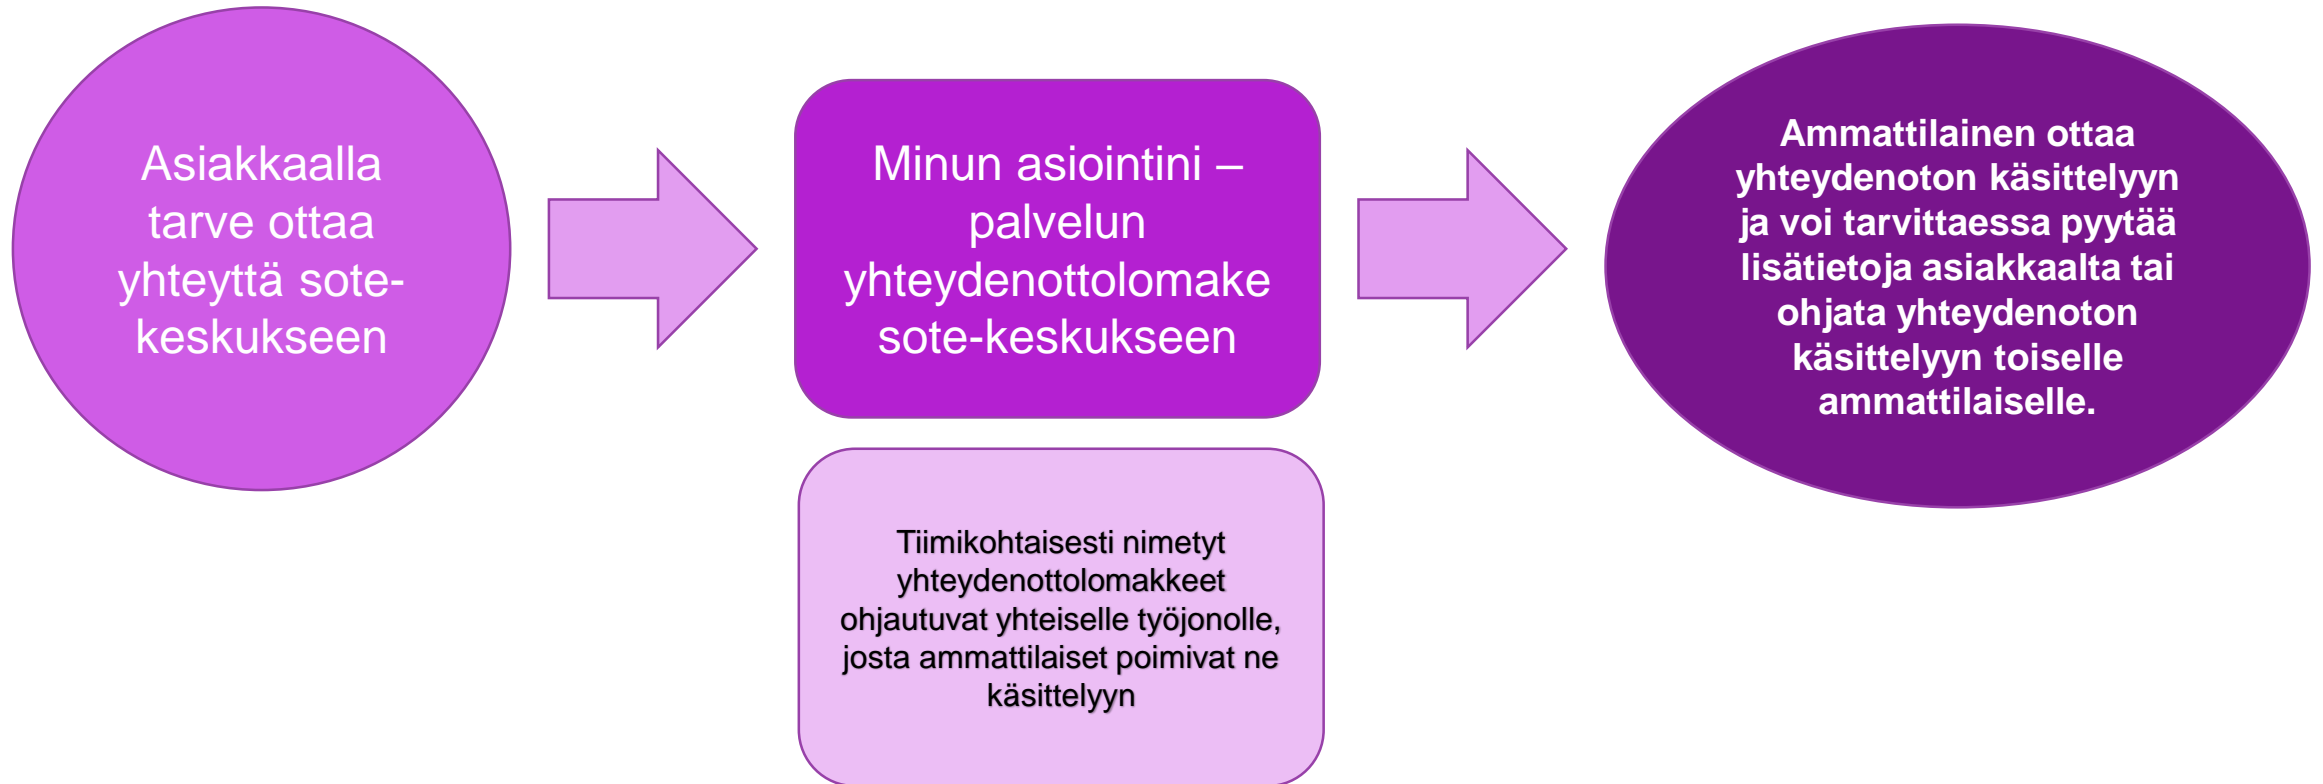 Asiakkaalla
tarve ottaa
yhteyttä sote-
keskukseen
Minun asiointini –
palvelun
yhteydenottolomake
sote-keskukseen
Tiimikohtaisesti nimetyt
yhteydenottolomakkeet
ohjautuvat yhteiselle työjonolle,
josta ammattilaiset poimivat ne
käsittelyyn
Ammattilainen ottaa
yhteydenoton käsittelyyn
ja voi tarvittaessa pyytää
lisätietoja asiakkaalta tai
ohjata yhteydenoton
käsittelyyn toiselle
ammattilaiselle.